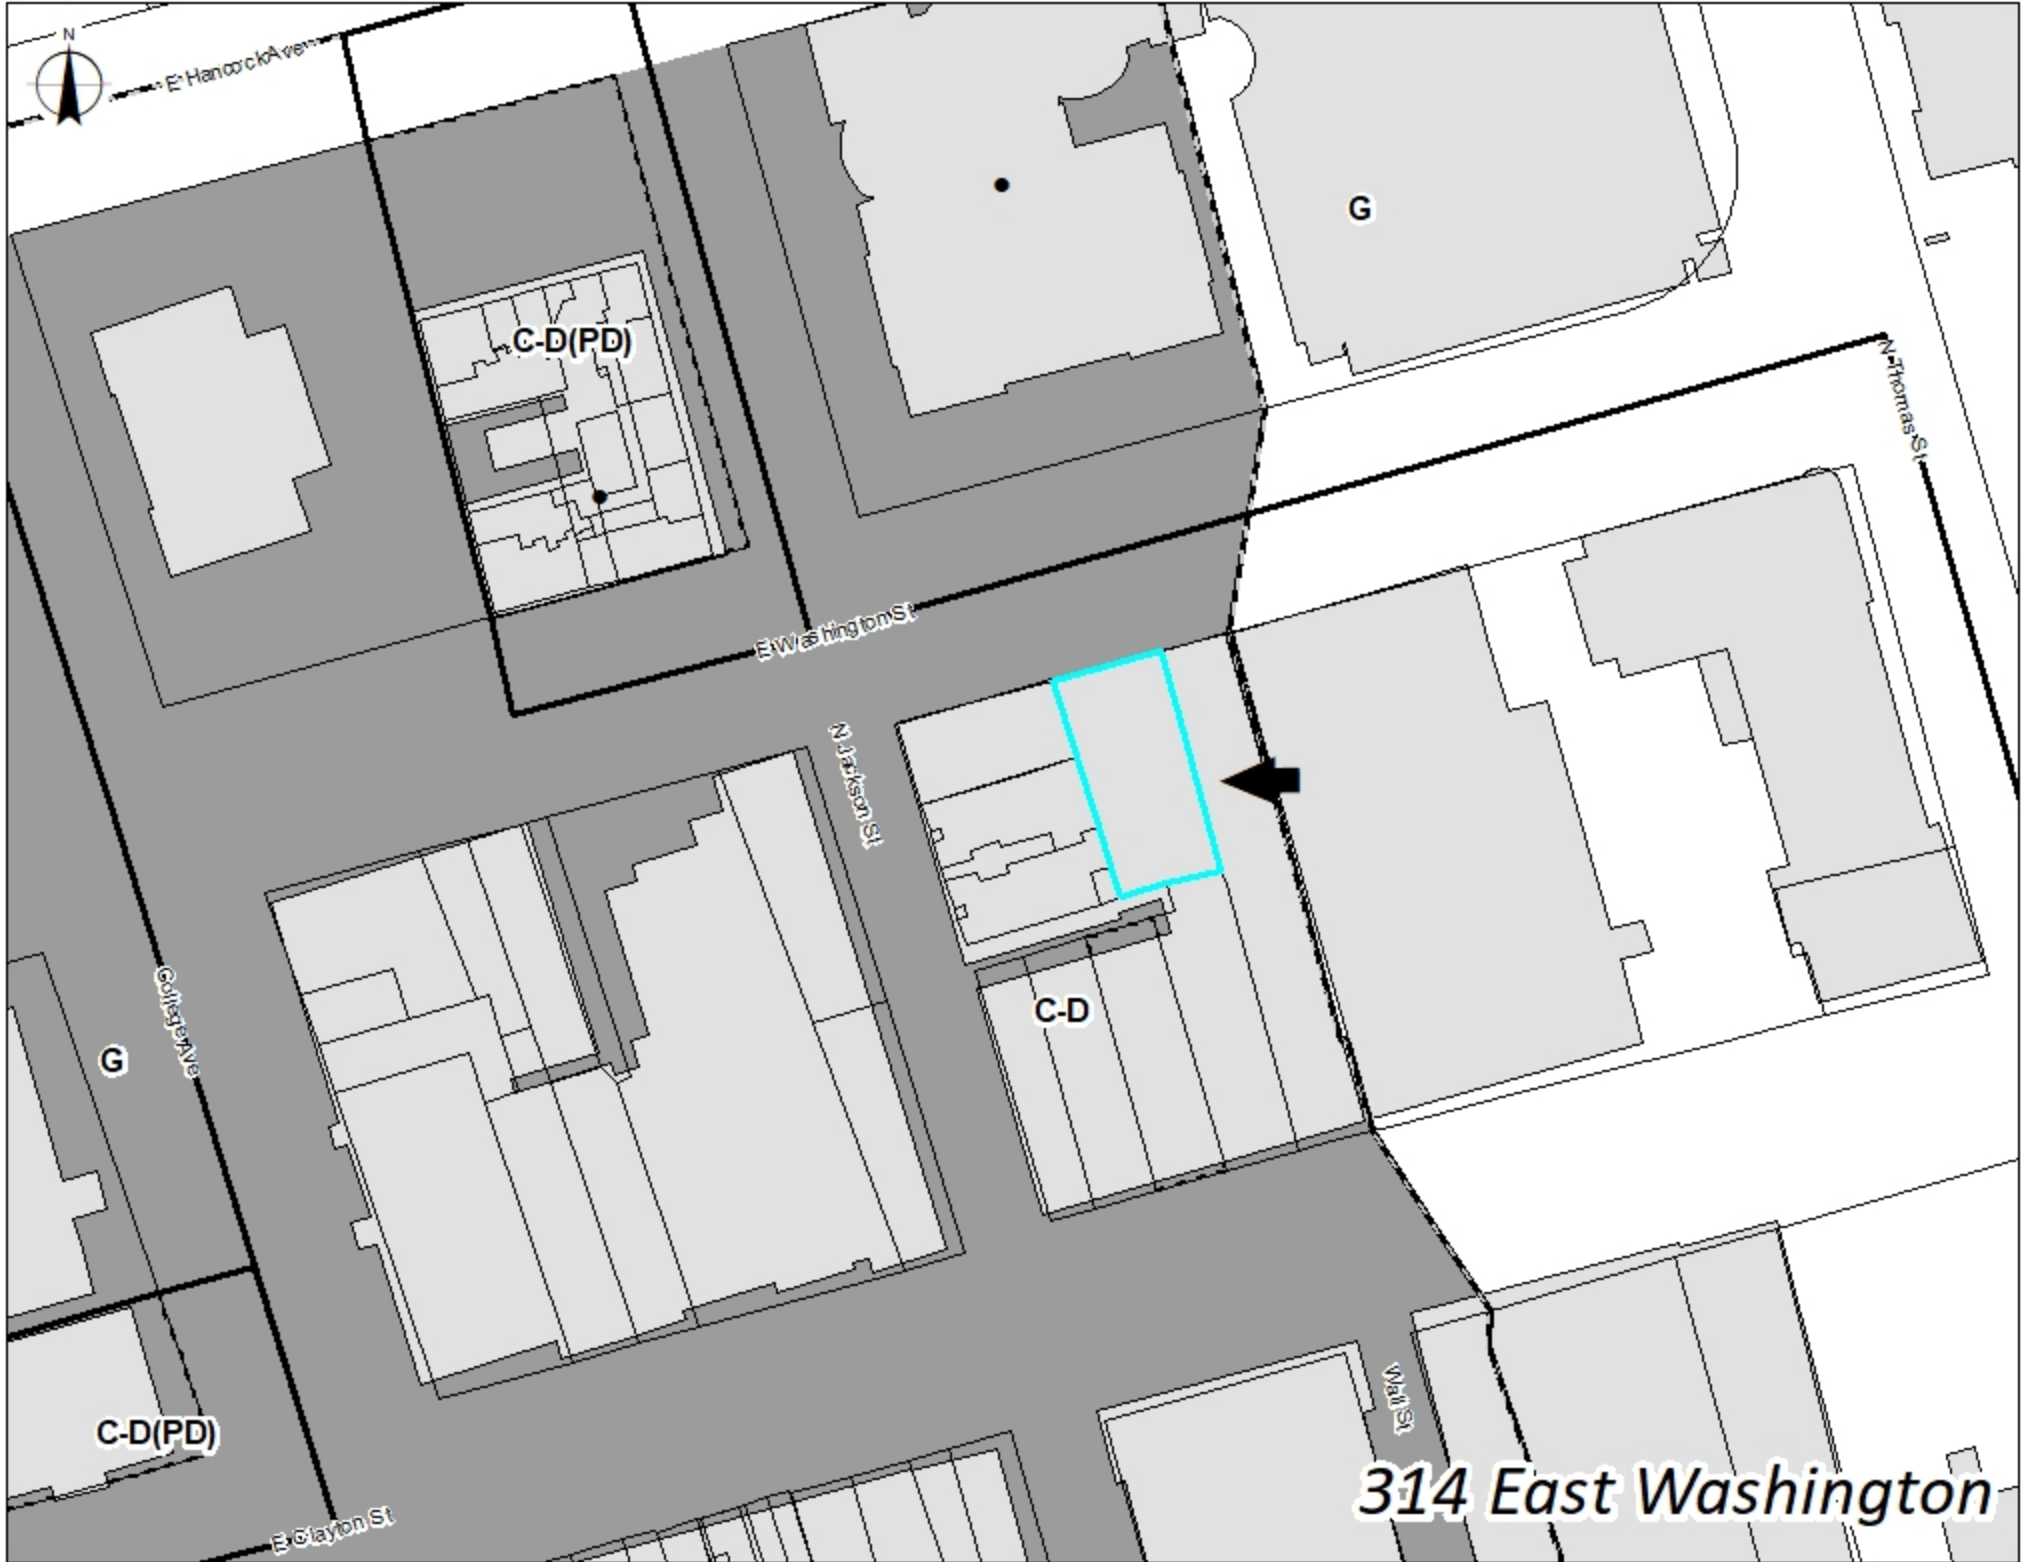 N
E Hancock Ave
G
C-D(PD)
N Thomas St
E Washington St
N Jackson St
C-D
College Ave
G
Wall St
C-D(PD)
314 East Washington
E Clayton St